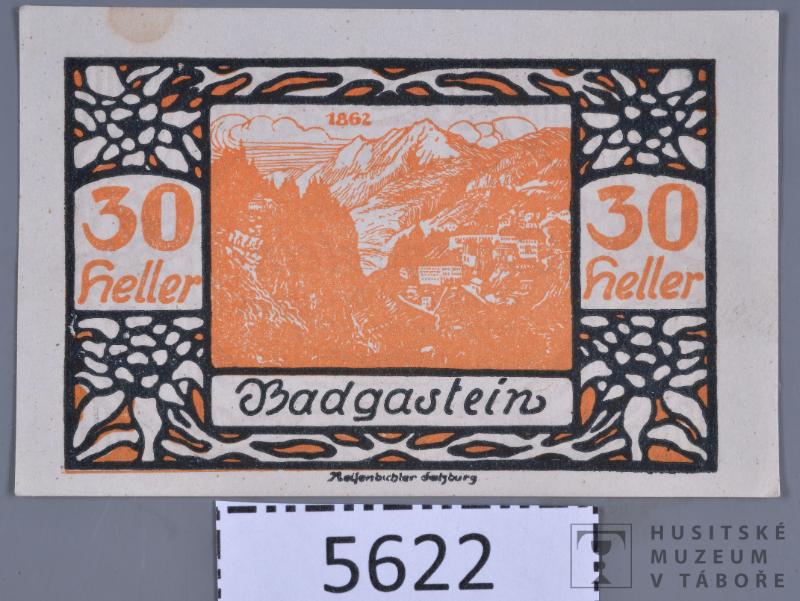 1862
30
Heller
30
Heller
Badgastein
Reifenbichler Salzburg
5622
HUSITSKÉ
MUZEUM
V TÁBOŘE